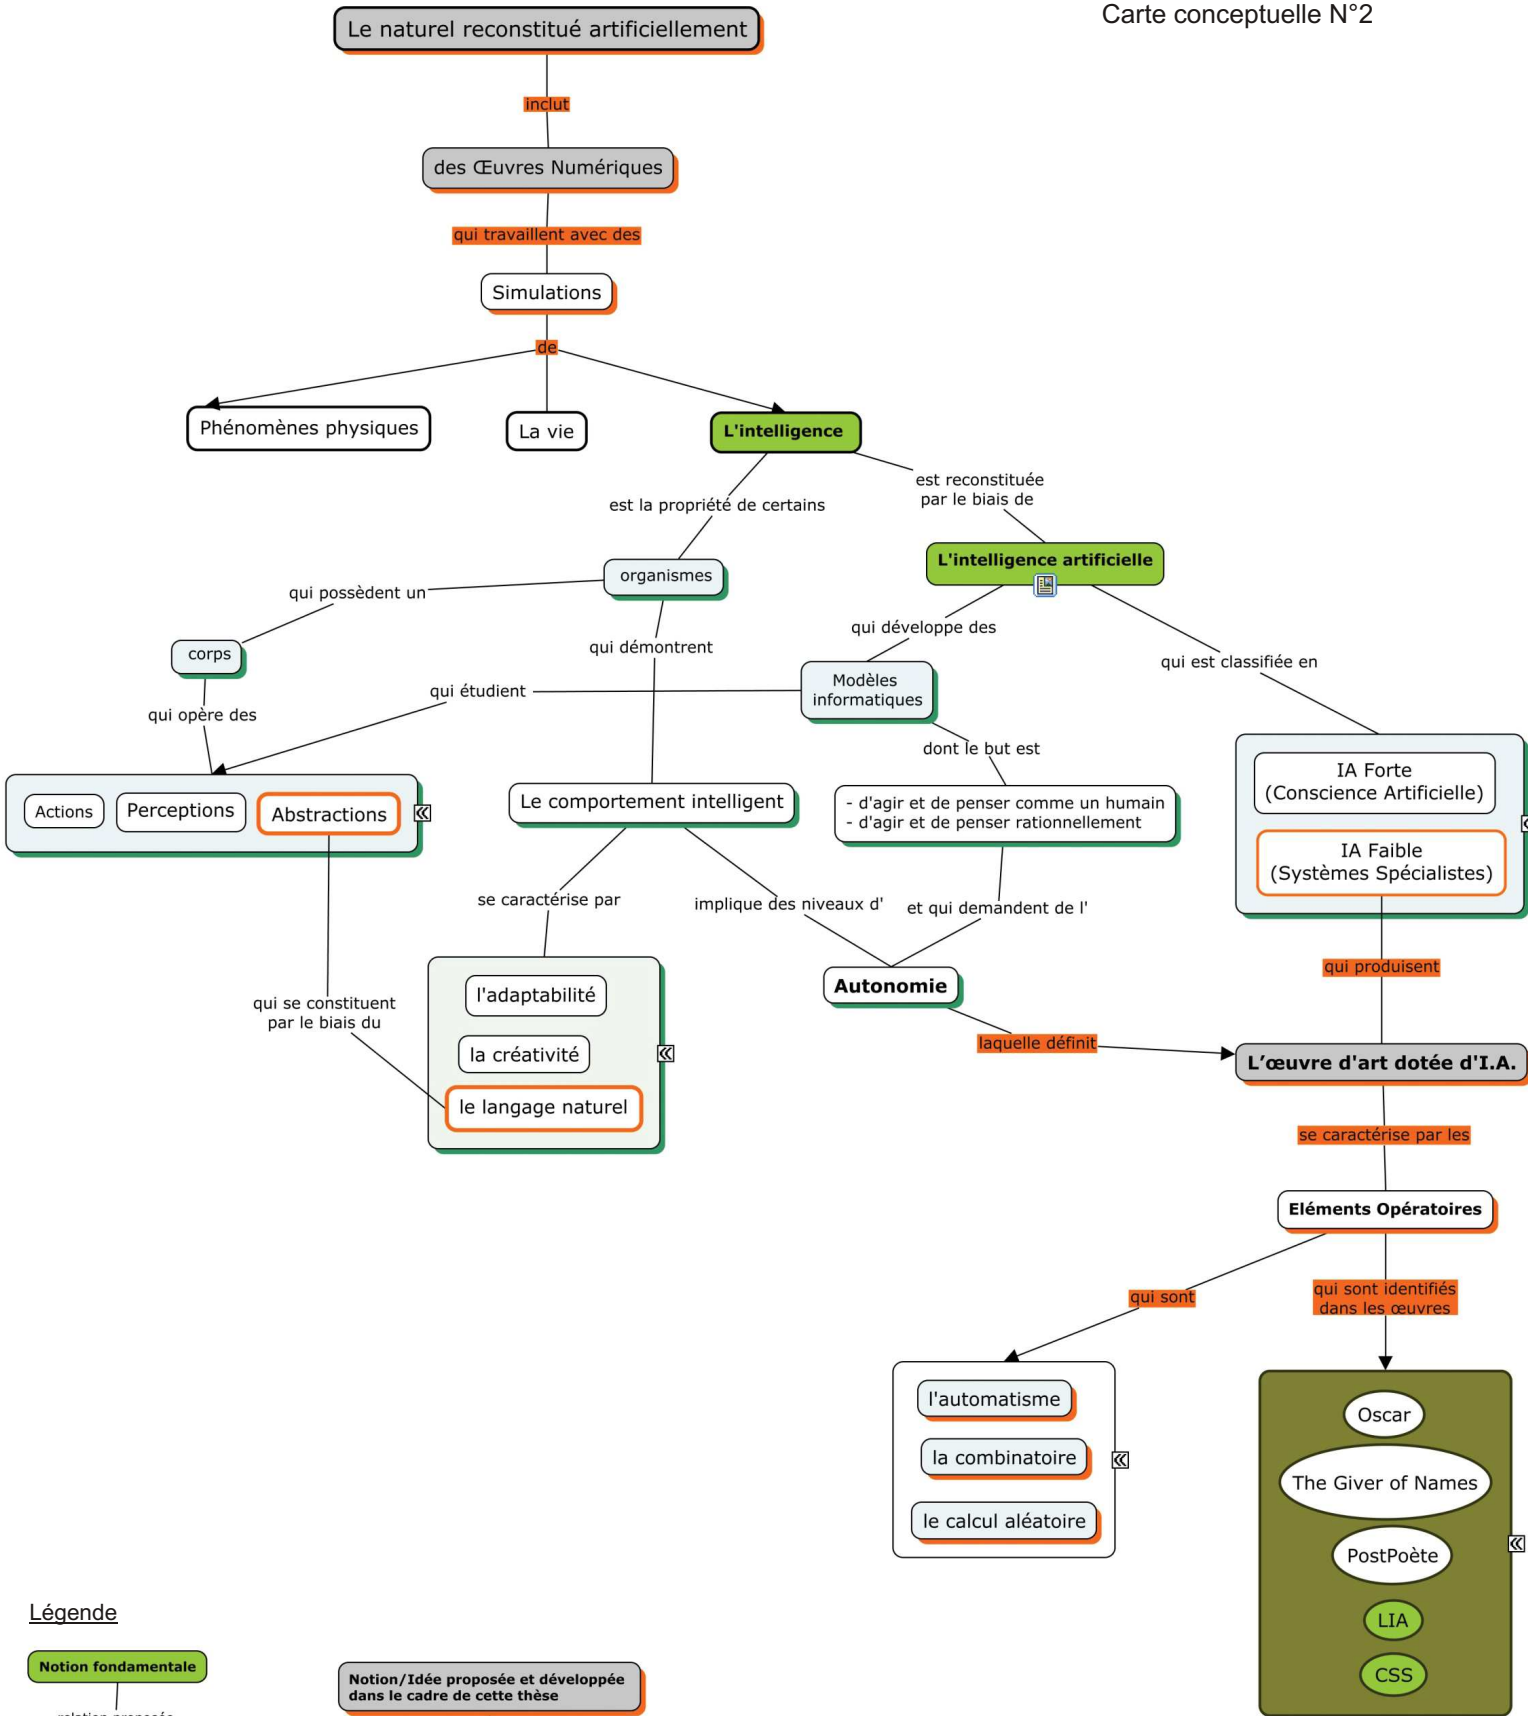 Carte conceptuelle N°2
Le naturel reconstitué artificiellement
inclut
des Œuvres Numériques
qui travaillent avec des
Simulations
de
Phénomènes physiques
La vie
L'intelligence
est reconstituée
par le biais de
est la propriété de certains
L'intelligence artificielle
organismes
qui possèdent un
qui développe des
qui démontrent
corps
qui est classifiée en
Modèles
informatiques
qui étudient
qui opère des
dont le but est
IA Forte
(Conscience Artificielle)
Actions
Perceptions
Abstractions
Le comportement intelligent
- d'agir et de penser comme un humain
- d'agir et de penser rationnellement
IA Faible
(Systèmes Spécialistes)
se caractérise par
implique des niveaux d'
et qui demandent de l'
qui produisent
l'adaptabilité
Autonomie
qui se constituent
par le biais du
la créativité
laquelle définit
L'œuvre d'art dotée d'I.A.
le langage naturel
se caractérise par les
Eléments Opératoires
qui sont
qui sont identifiés
dans les œuvres
l'automatisme
la combinatoire
le calcul aléatoire
Oscar
The Giver of Names
PostPoète
LIA
CSS
Légende
Notion fondamentale
Notion/Idée proposée et développée
dans le cadre de cette thèse